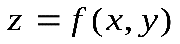 z = f(x, y)